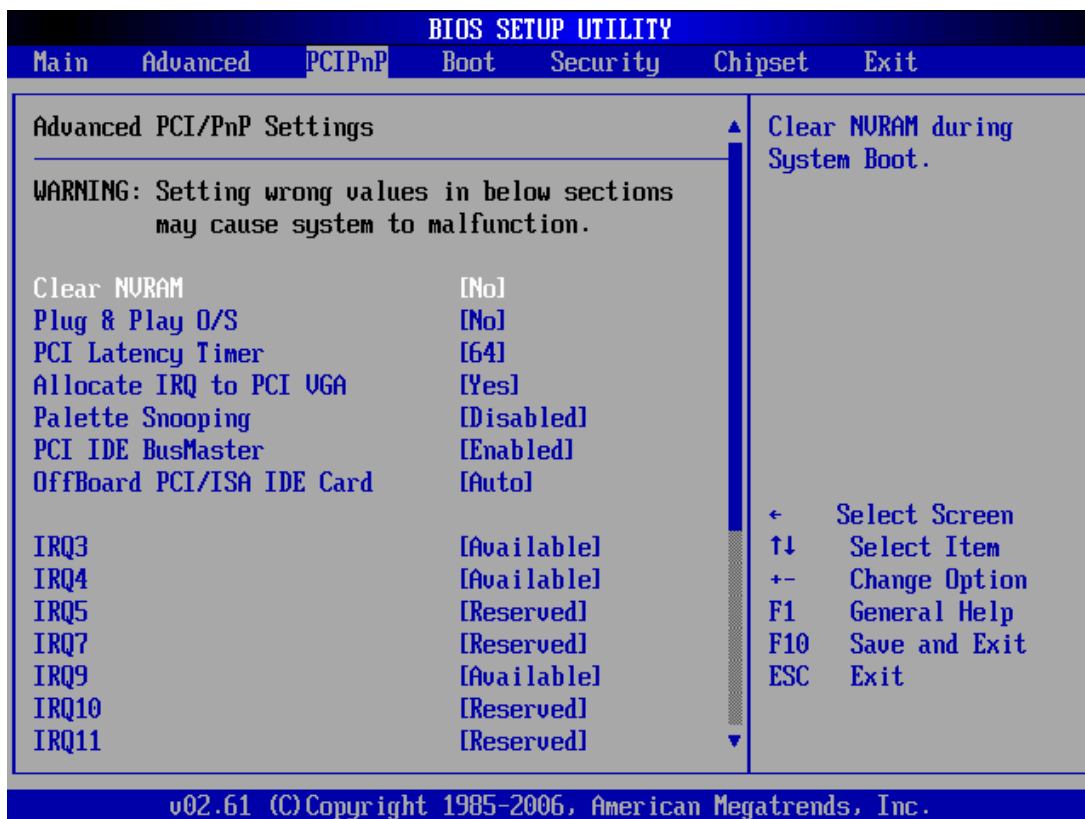 BIOS SETUP UTILITY
Main Advanced PCIPnP Boot Security Chipset Exit
Advanced PCI/PnP Settings
WARNING: Setting wrong values in below sections
may cause system to malfunction.
Clear NVRAM [No]
Plug & Play O/S [No]
PCI Latency Timer [64]
Allocate IRQ to PCI VGA [Yes]
Palette Snooping [Disabled]
PCI IDE BusMaster [Enabled]
OffBoard PCI/ISA IDE Card [Auto]
IRQ3 [Available]
IRQ4 [Available]
IRQ5 [Reserved]
IRQ7 [Reserved]
IRQ9 [Available]
IRQ10 [Reserved]
IRQ11 [Reserved]
Clear NVRAM during
System Boot.
← Select Screen
↑↓ Select Item
+- Change Option
F1 General Help
F10 Save and Exit
ESC Exit
v02.61 (C)Copyright 1985-2006, American Megatrends, Inc.